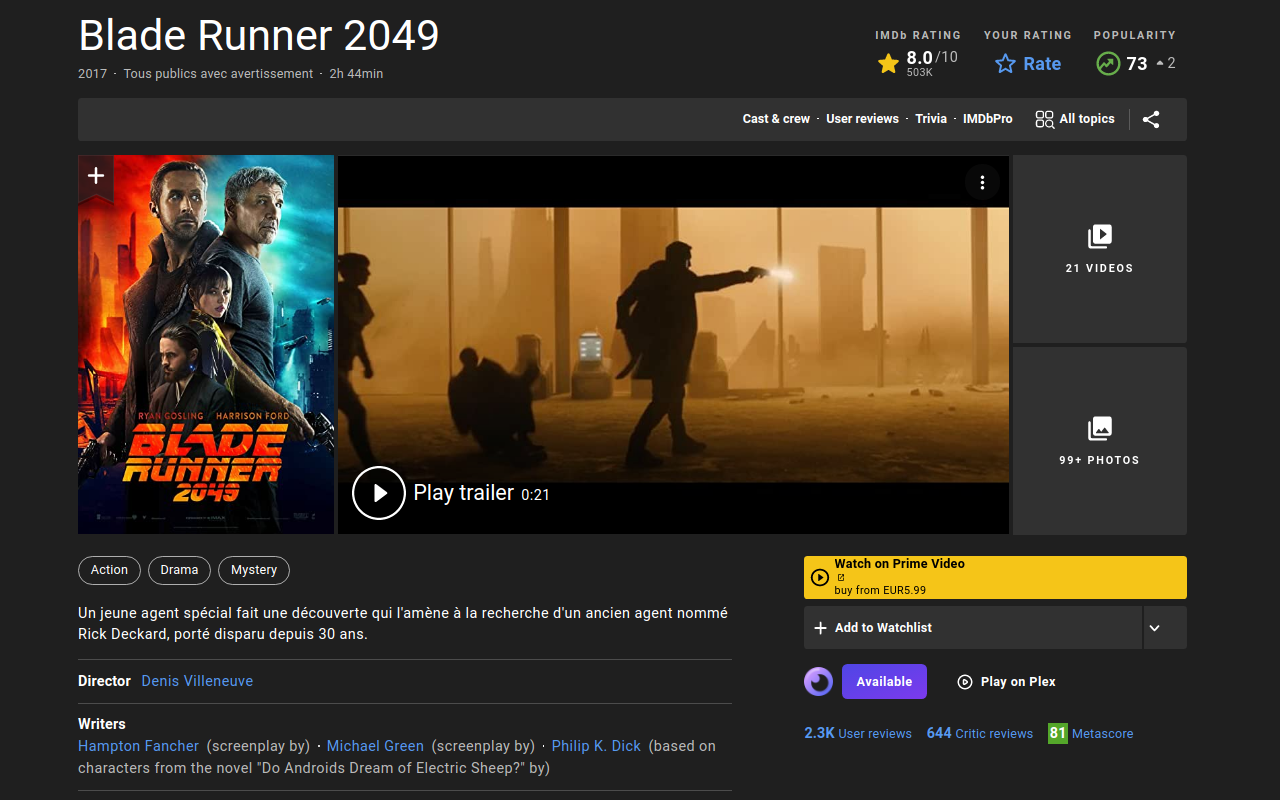 Blade Runner 2049
2017 · Tous publics avec avertissement · 2h 44min
IMDb RATING
8.0/10
503K
YOUR RATING
Rate
POPULARITY
73
2
Cast & crew · User reviews · Trivia · IMDbPro
All topics
RYAN GOSLING HARRISON FORD
BLADE
RUNNER
2049
Play trailer 0:21
21 VIDEOS
99+ PHOTOS
Action
Drama
Mystery
Un jeune agent spécial fait une découverte qui l'amène à la recherche d'un ancien agent nommé
Rick Deckard, porté disparu depuis 30 ans.
Director Denis Villeneuve
Writers
Hampton Fancher (screenplay by) · Michael Green (screenplay by) · Philip K. Dick (based on
characters from the novel "Do Androids Dream of Electric Sheep?" by)
Watch on Prime Video
buy from EUR5.99
Add to Watchlist
Available
Play on Plex
2.3K User reviews
644 Critic reviews
81 Metascore